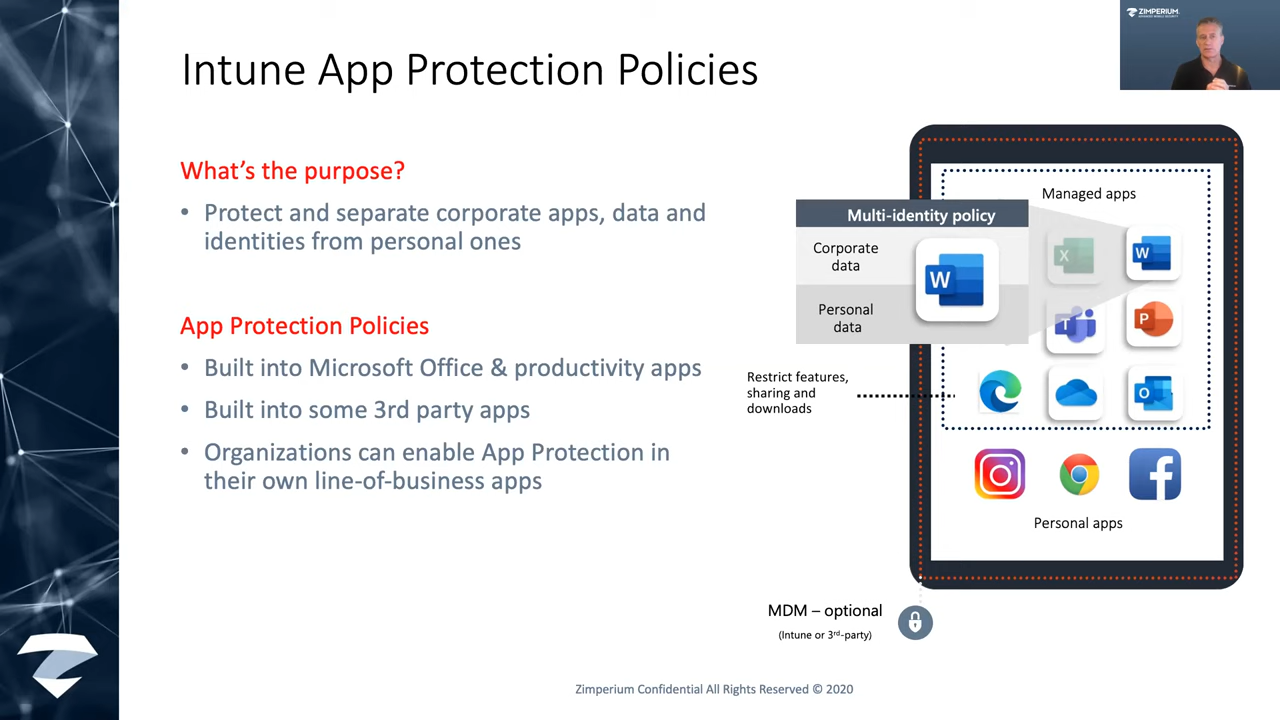 ZIMPERIUM
Intune App Protection Policies
What’s the purpose?
• Protect and separate corporate apps, data and
identities from personal ones
App Protection Policies
• Built into Microsoft Office & productivity apps
• Built into some 3rd party apps
• Organizations can enable App Protection in
their own line-of-business apps
Managed apps
Multi-identity policy
Corporate
data
Personal
data
X
W
W
T
P
O
Restrict features,
sharing and
downloads
Personal apps
MDM – optional
(Intune or 3rd-party)
Zimperium Confidential All Rights Reserved © 2020